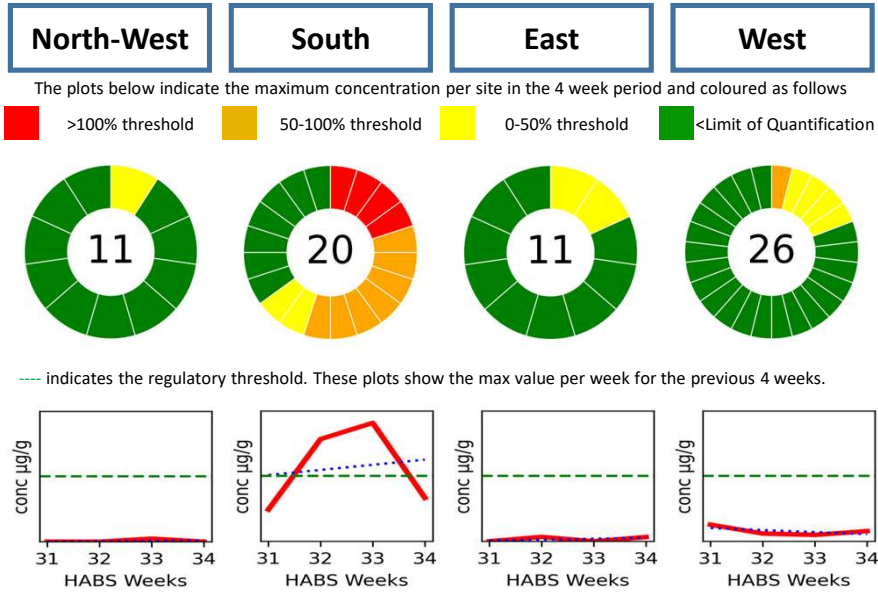 North-West South East West
The plots below indicate the maximum concentration per site in the 4 week period and coloured as follows
>100% threshold 50-100% threshold 0-50% threshold <Limit of Quantification
11 20 11 26
---- indicates the regulatory threshold. These plots show the max value per week for the previous 4 weeks.
conc µg/g conc µg/g conc µg/g conc µg/g
31 32 33 34 31 32 33 34 31 32 33 34 31 32 33 34
HABS Weeks HABS Weeks HABS Weeks HABS Weeks